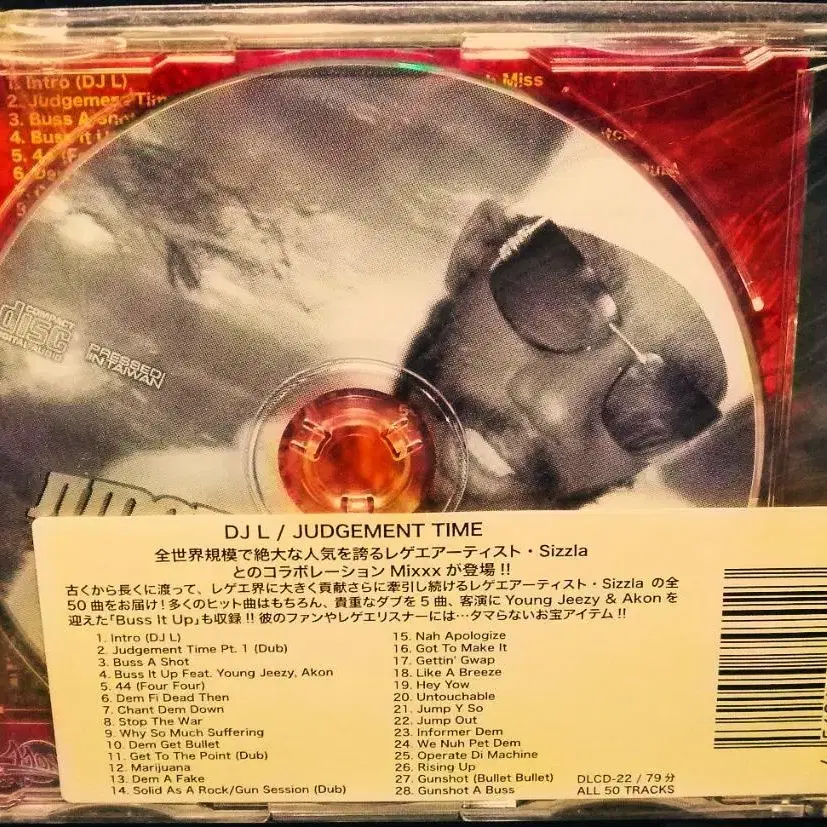 1. Intro (DJ L)
Miss
2. Judgement Tim
3. Buss A Shot
4. Buss It U
5. 44 (Fo
6. Dem
COMPACT
disc
DIGITAL AUDIO
PRESSED
IN TAIWAN
DJ L / JUDGEMENT TIME
全世界規模で絶大な人気を誇るレゲエアーティスト・Sizzla
とのコラボレーション Mixxx が登場 !!
古くから長くに渡って、レゲエ界に大きく貢献さらに牽引し続けるレゲエアーティスト・Sizzla の全
50 曲をお届け ! 多くのヒット曲はもちろん、貴重なダブを 5 曲、客演に Young Jeezy & Akon を
迎えた「Buss It Up」も収録 !! 彼のファンやレゲエリスナーには…タマらないお宝アイテム !!
1. Intro (DJ L)
2. Judgement Time Pt. 1 (Dub)
3. Buss A Shot
4. Buss It Up Feat. Young Jeezy, Akon
5. 44 (Four Four)
6. Dem Fi Dead Then
7. Chant Dem Down
8. Stop The War
9. Why So Much Suffering
10. Dem Get Bullet
11. Get To The Point (Dub)
12. Marijuana
13. Dem A Fake
14. Solid As A Rock/Gun Session (Dub)
15. Nah Apologize
16. Got To Make It
17. Gettin' Gwap
18. Like A Breeze
19. Hey Yow
20. Untouchable
21. Jump Y So
22. Jump Out
23. Informer Dem
24. We Nuh Pet Dem
25. Operate Di Machine
26. Rising Up
27. Gunshot (Bullet Bullet)
28. Gunshot A Buss
DLCD-22 / 79 分
ALL 50 TRACKS